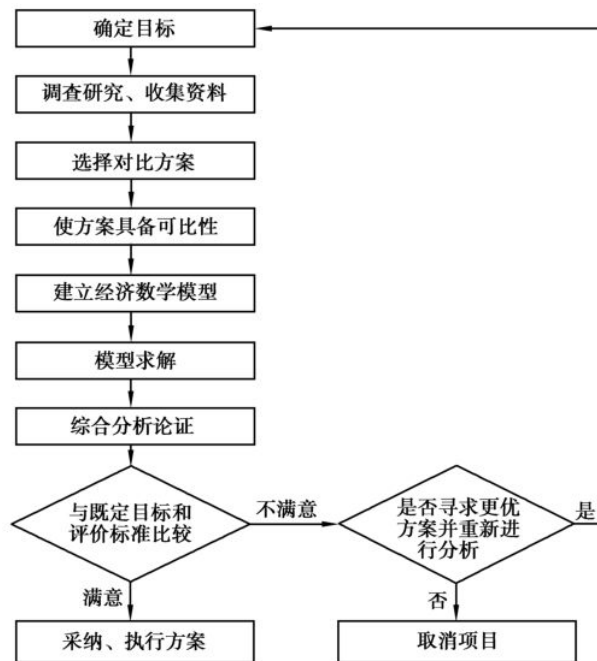 确定目标
调查研究、收集资料
选择对比方案
使方案具备可比性
建立经济数学模型
模型求解
综合分析论证
与既定目标和
评价标准比较
不满意
是否寻求更优
方案并重新进
行分析
是
满意
否
采纳、执行方案
取消项目